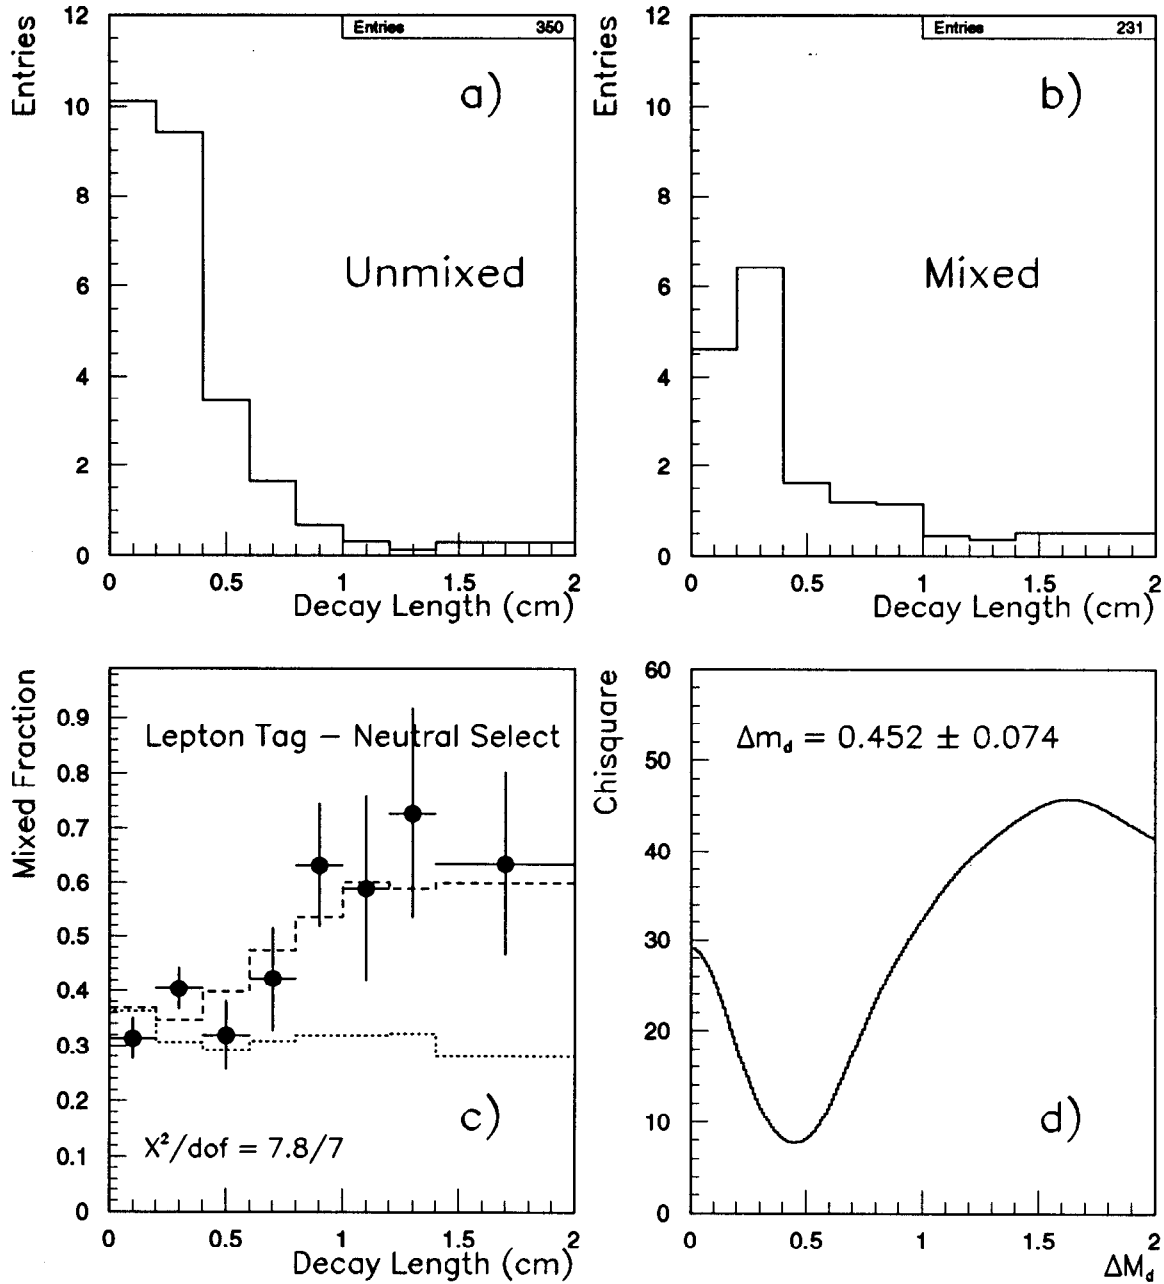 Entries 350
a)
Unmixed
Entries
12
10
8
6
4
2
0
0 0.5 1 1.5 2
Decay Length (cm)
Entries 231
b)
Mixed
Entries
12
10
8
6
4
2
0
0 0.5 1 1.5 2
Decay Length (cm)
Lepton Tag – Neutral Select
Mixed Fraction
0.9
0.8
0.7
0.6
0.5
0.4
0.3
0.2
0.1
0
c)
X²/dof = 7.8/7
0 0.5 1 1.5 2
Decay Length (cm)
Δm_d = 0.452 ± 0.074
Chisquare
60
50
40
30
20
10
0
d)
0 0.5 1 1.5 2
ΔM_d